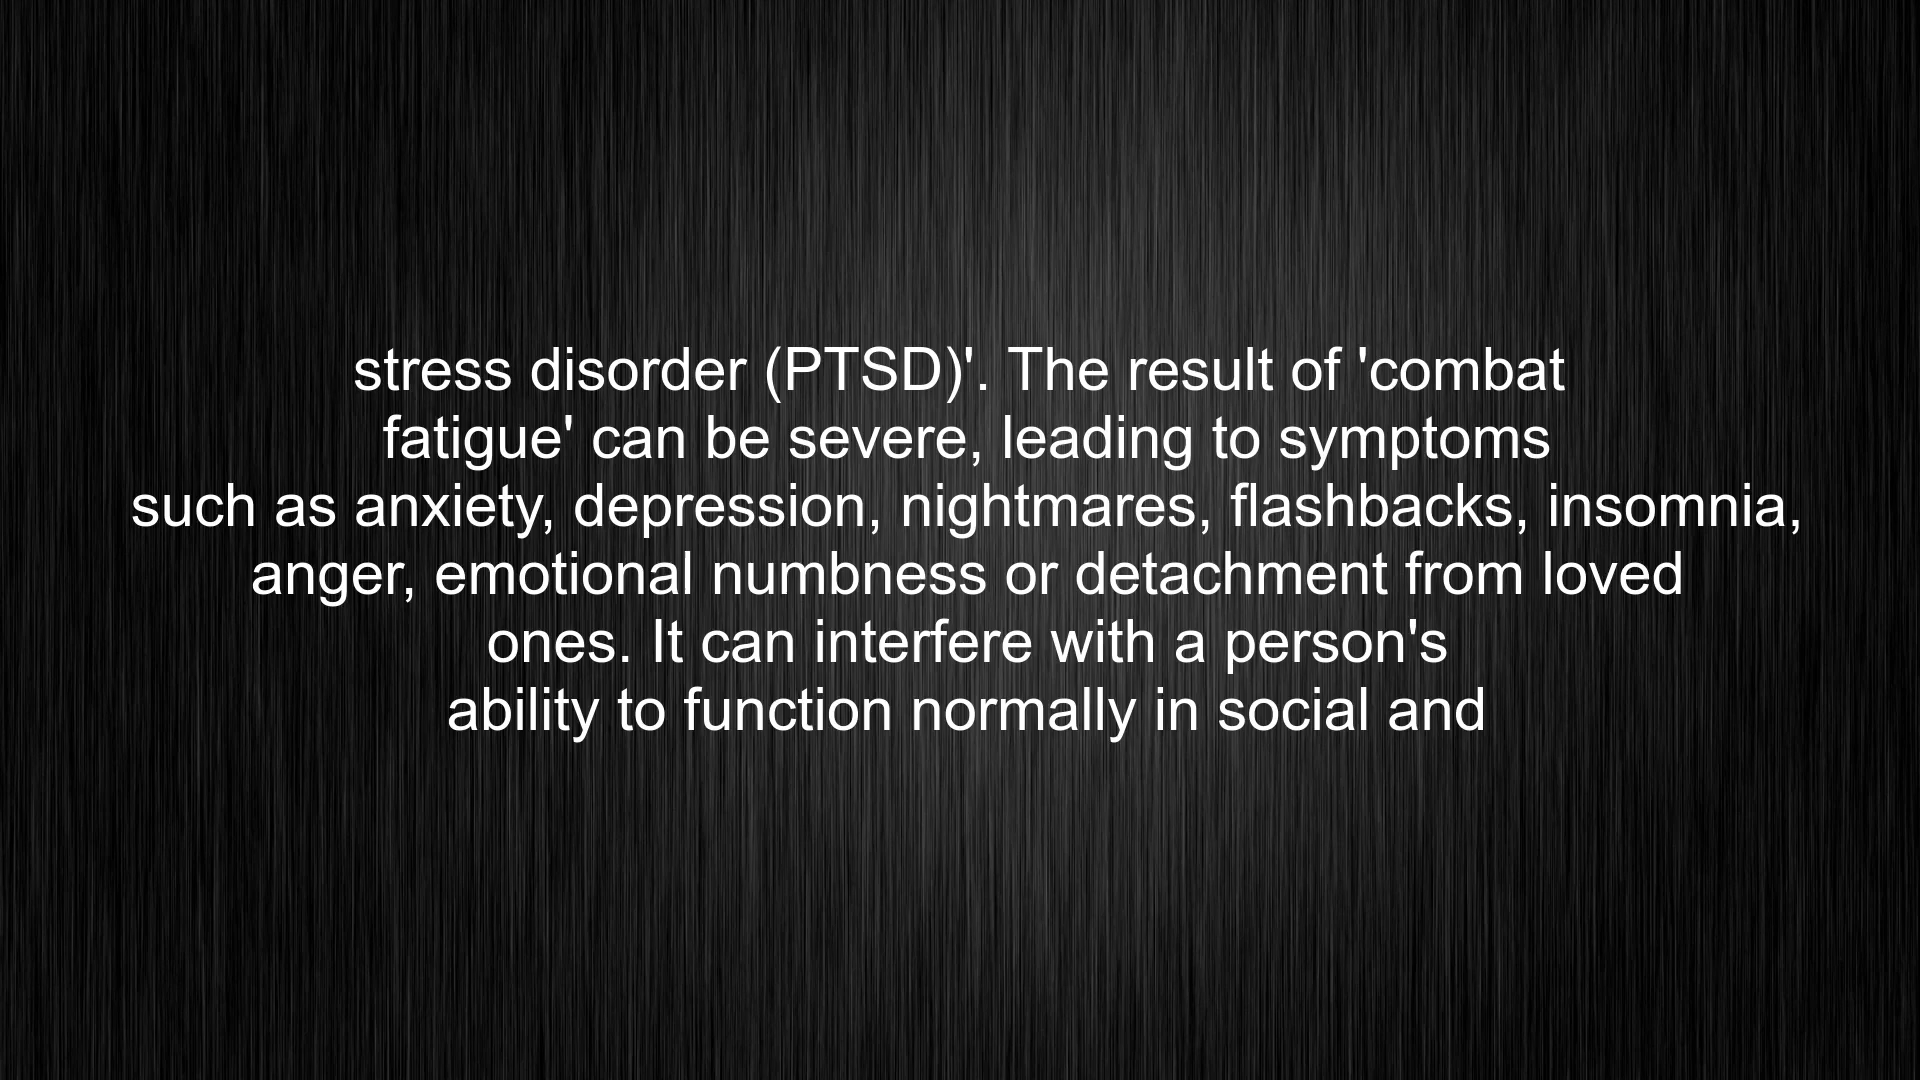 stress disorder (PTSD)'. The result of 'combat
fatigue' can be severe, leading to symptoms
such as anxiety, depression, nightmares, flashbacks, insomnia,
anger, emotional numbness or detachment from loved
ones. It can interfere with a person's
ability to function normally in social and